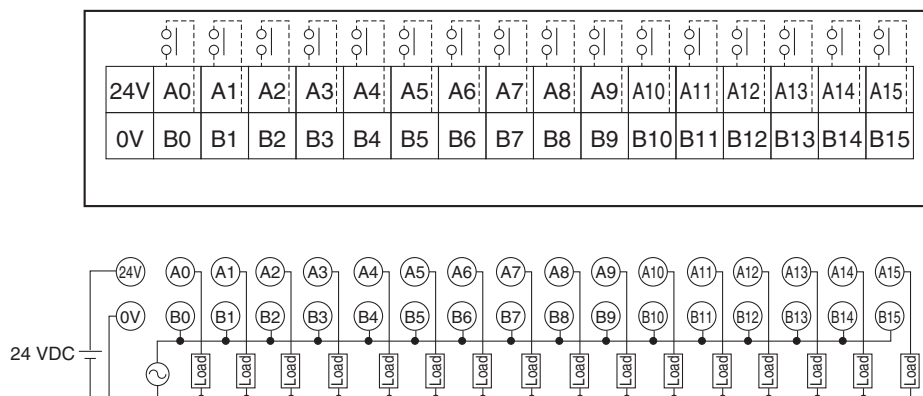 24V A0 A1 A2 A3 A4 A5 A6 A7 A8 A9 A10 A11 A12 A13 A14 A15
0V B0 B1 B2 B3 B4 B5 B6 B7 B8 B9 B10 B11 B12 B13 B14 B15
24V A0 A1 A2 A3 A4 A5 A6 A7 A8 A9 A10 A11 A12 A13 A14 A15
0V B0 B1 B2 B3 B4 B5 B6 B7 B8 B9 B10 B11 B12 B13 B14 B15
24 VDC
Load Load Load Load Load Load Load Load Load Load Load Load Load Load Load Load